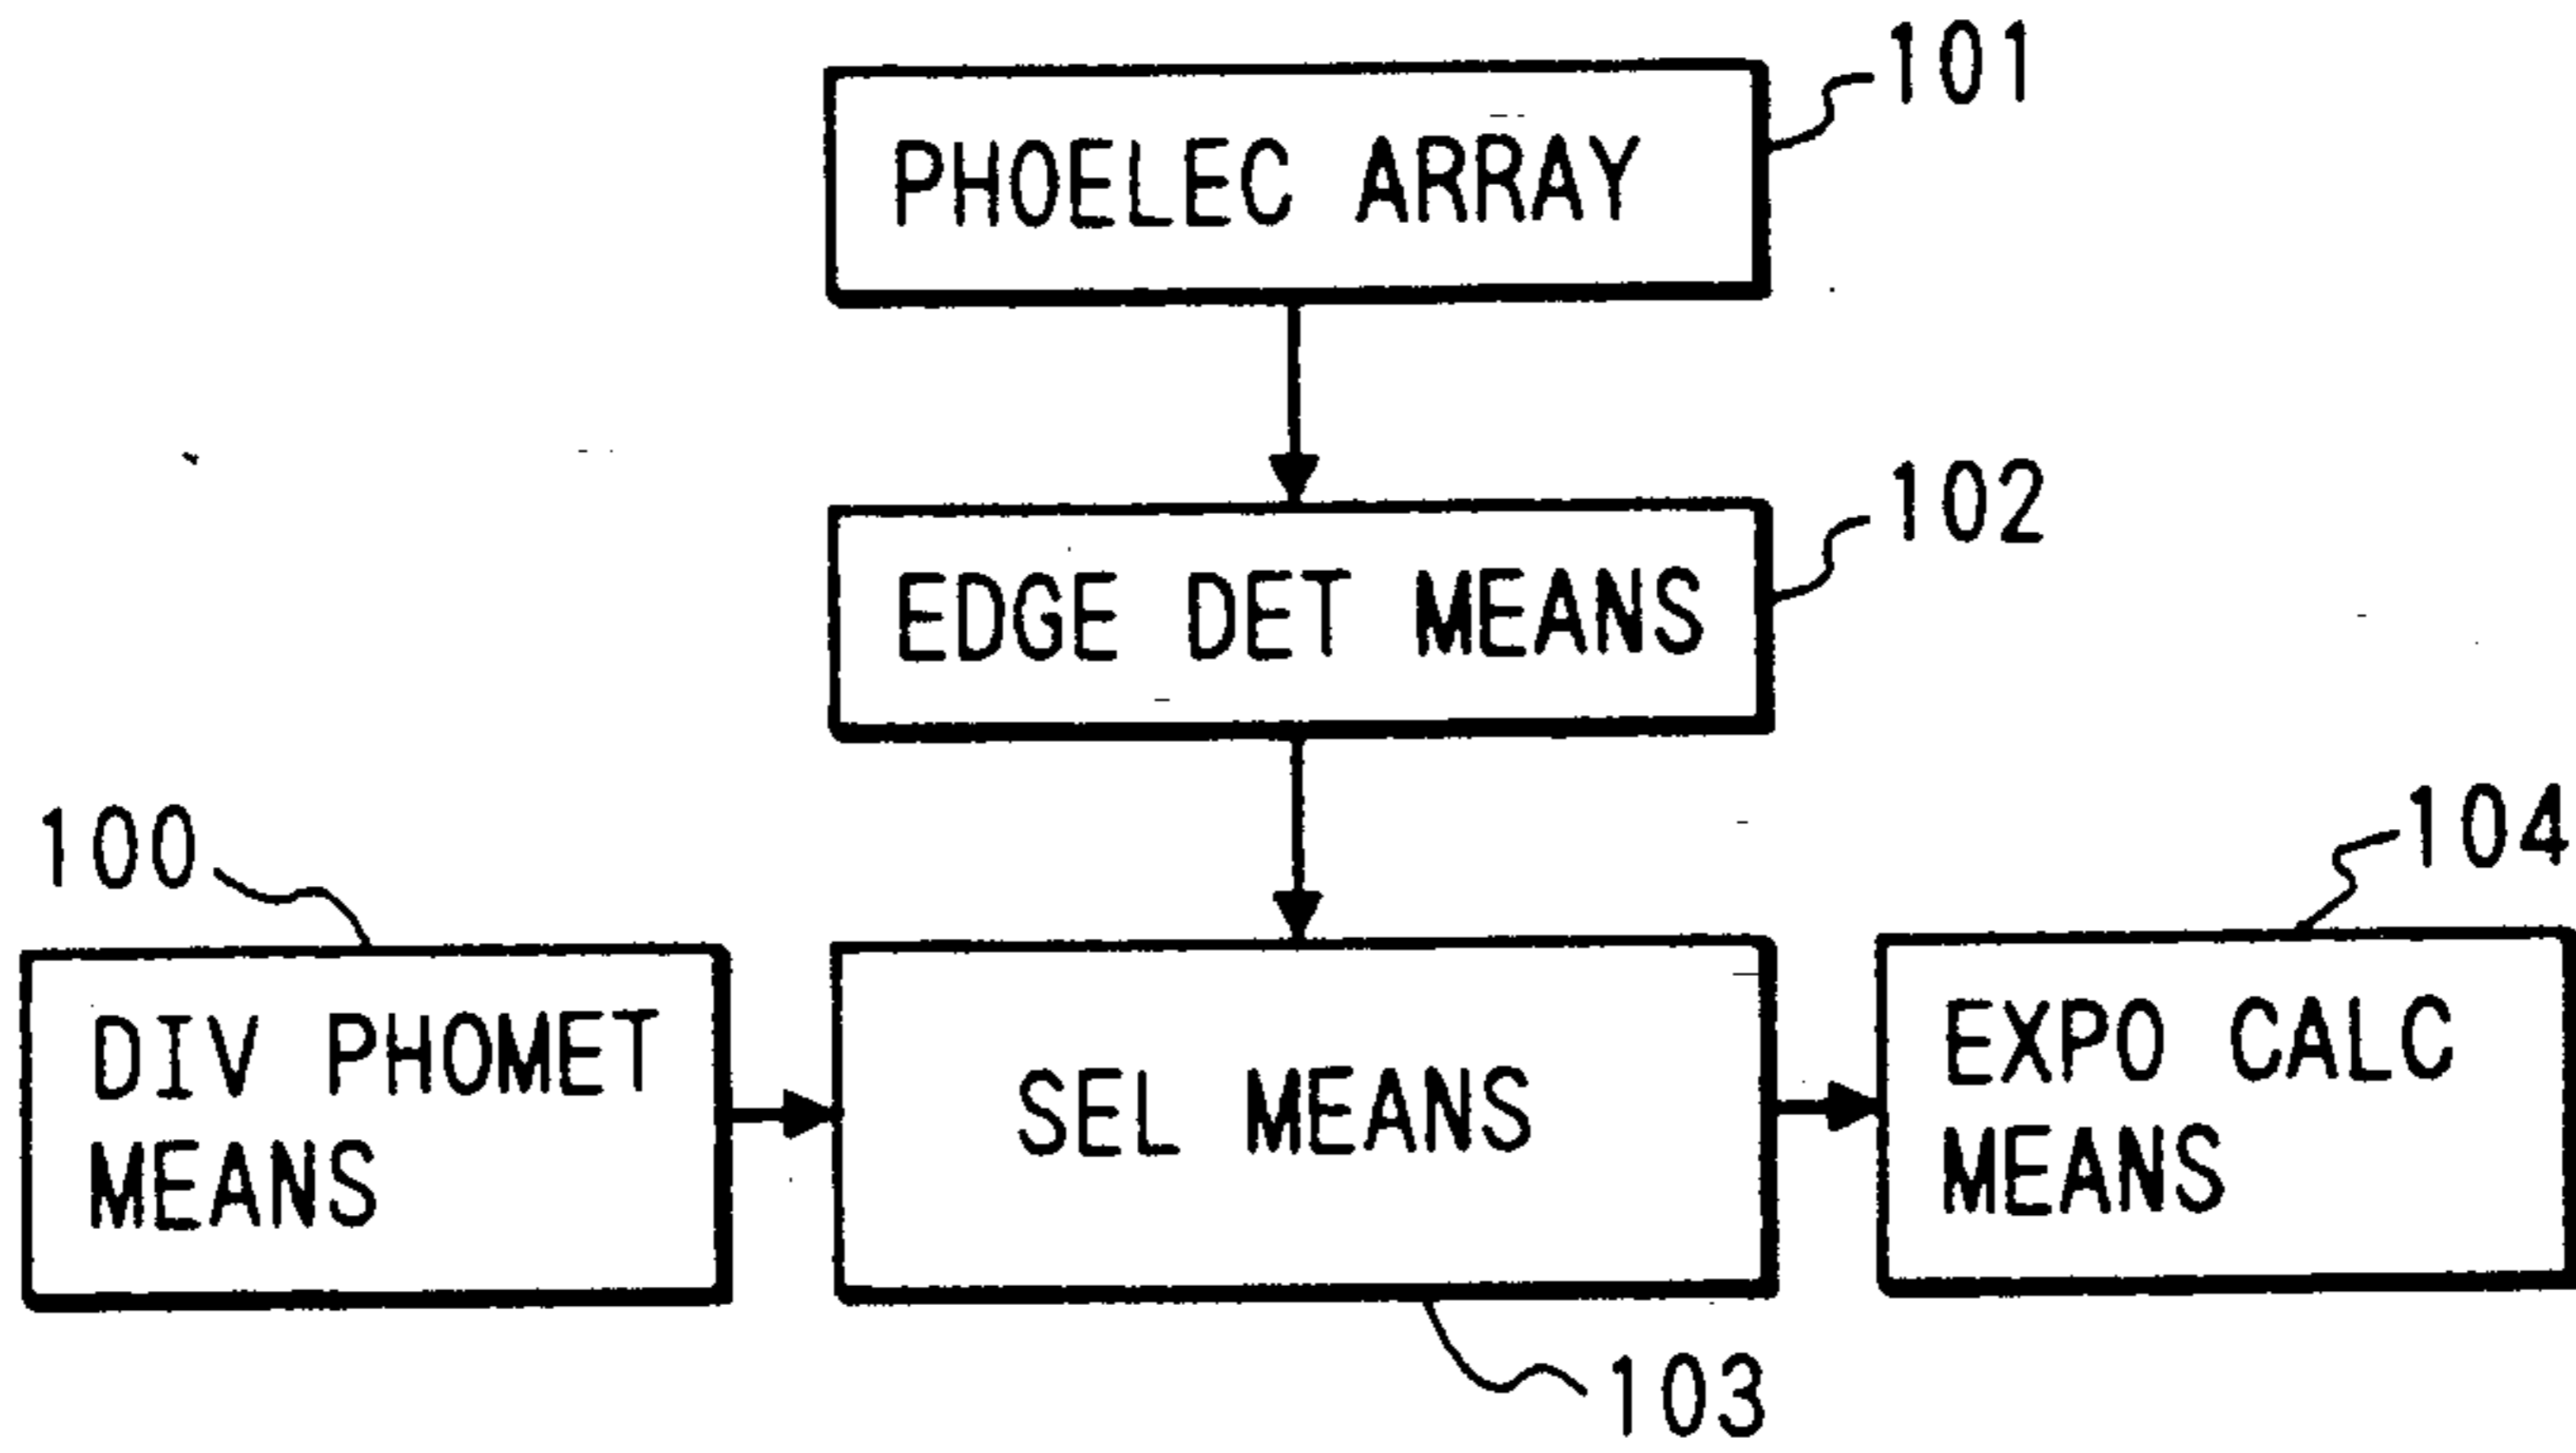 101
PHOELEC ARRAY
102
EDGE DET MEANS
100
104
DIV PHOMET
MEANS
SEL MEANS
EXPO CALC
MEANS
103